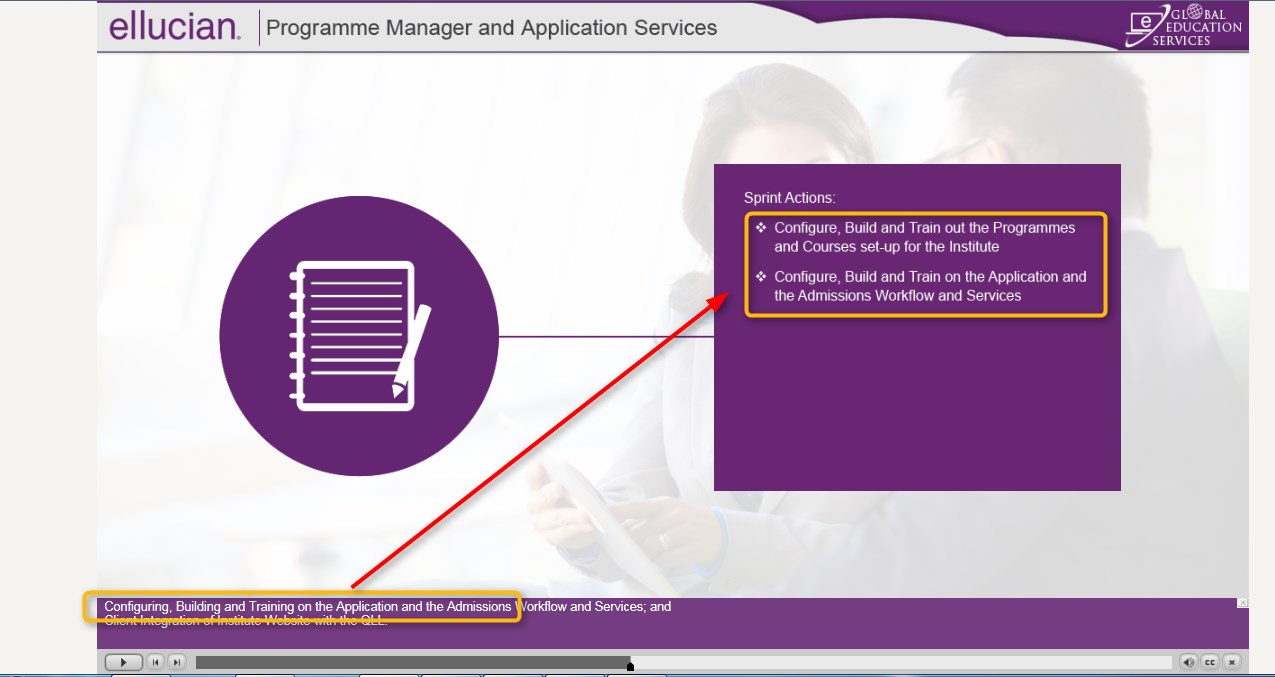 ellucian.
Programme Manager and Application Services
e
GLOBAL
EDUCATION
SERVICES
Sprint Actions:
❖ Configure, Build and Train out the Programmes
and Courses set-up for the Institute
❖ Configure, Build and Train on the Application and
the Admissions Workflow and Services
Configuring, Building and Training on the Application and the Admissions Workflow and Services; and
Client Integration of Institute Website with the QLL.
CC